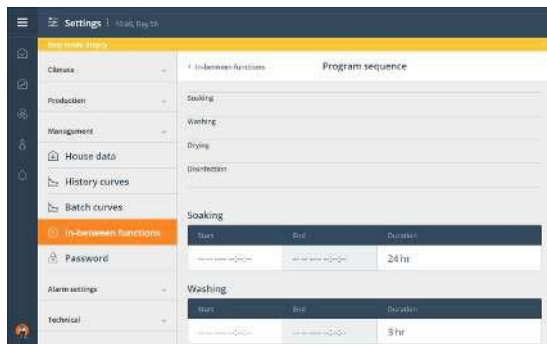 Settings
Climate
Production
Management
House data
History curves
Batch curves
In-between functions
Password
Alarm settings
Technical
< In-between functions
Program sequence
Soaking
Washing
Drying
Disinfection
Soaking
Start End Duration
24 hr
Washing
Start End Duration
3 hr